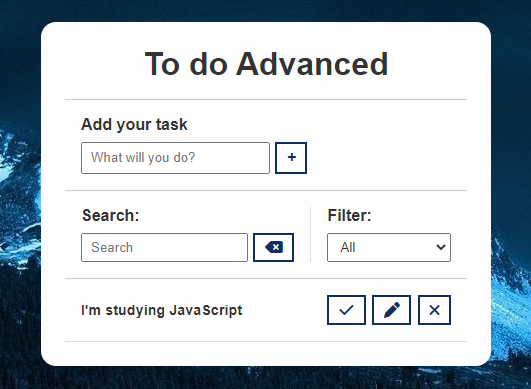 To do Advanced
Add your task
What will you do?
+
Search:
Filter:
Search
All
I'm studying JavaScript